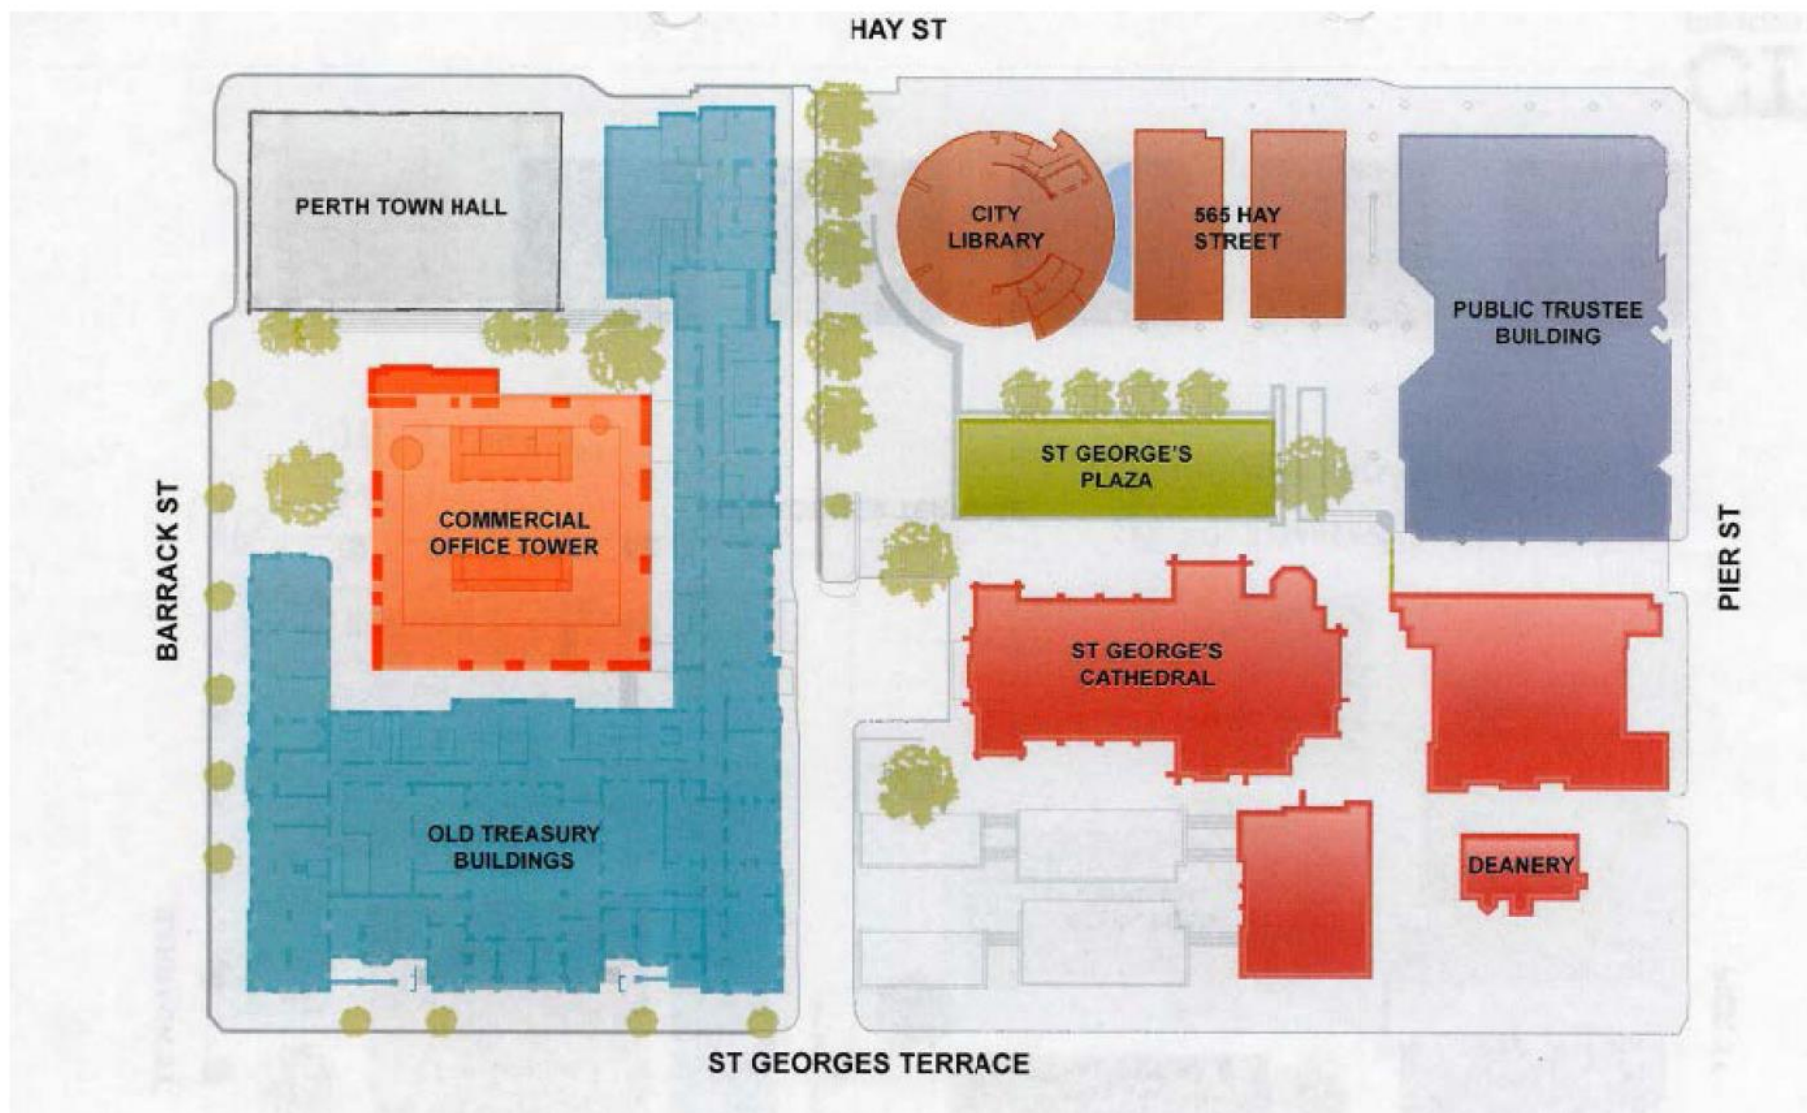 HAY ST
PERTH TOWN HALL
CITY
LIBRARY
565 HAY
STREET
PUBLIC TRUSTEE
BUILDING
ST GEORGE'S
PLAZA
COMMERCIAL
OFFICE TOWER
BARRACK ST
PIER ST
ST GEORGE'S
CATHEDRAL
OLD TREASURY
BUILDINGS
DEANERY
ST GEORGES TERRACE